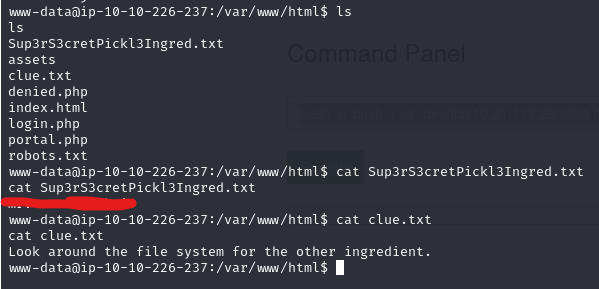 www-data@ip-10-10-226-237:/var/www/html$ ls
ls
Sup3rS3cretPickl3Ingred.txt
assets
clue.txt
denied.php
index.html
login.php
portal.php
robots.txt
www-data@ip-10-10-226-237:/var/www/html$ cat Sup3rS3cretPickl3Ingred.txt
cat Sup3rS3cretPickl3Ingred.txt
www-data@ip-10-10-226-237:/var/www/html$ cat clue.txt
cat clue.txt
Look around the file system for the other ingredient.
www-data@ip-10-10-226-237:/var/www/html$
Command Panel